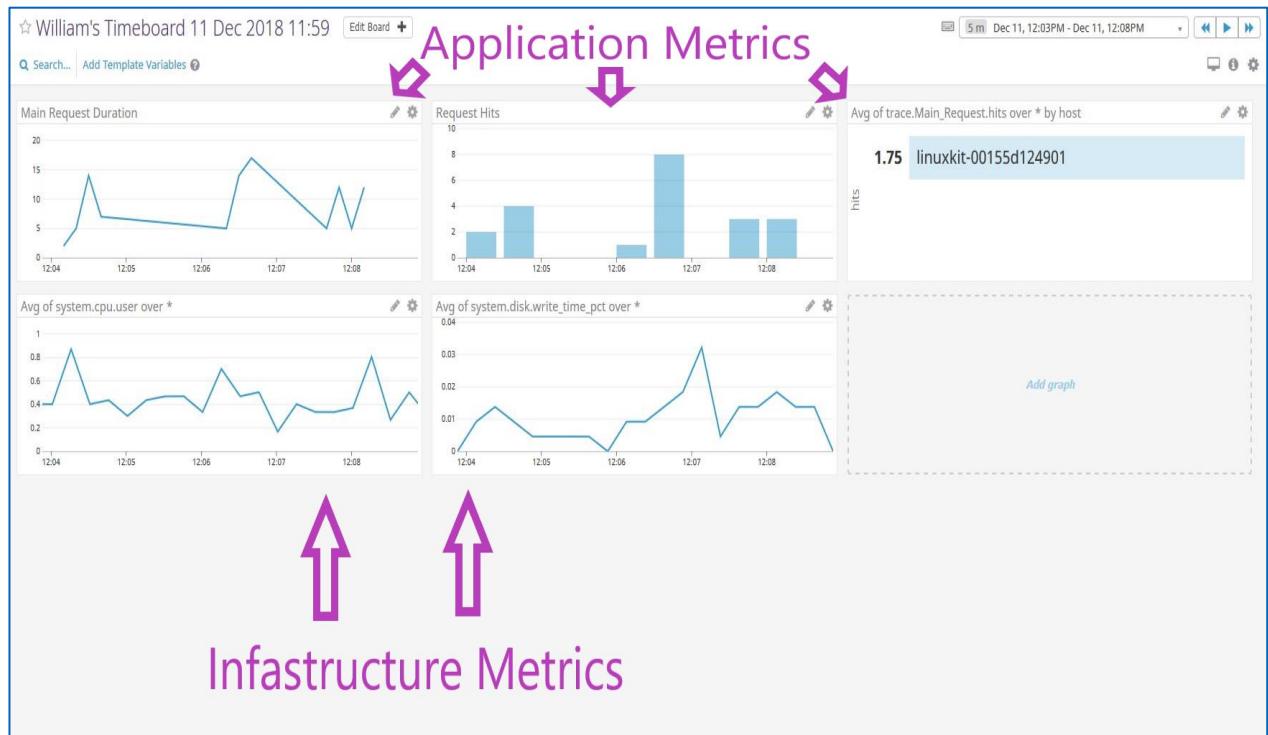 William's Timeboard 11 Dec 2018 11:59 Edit Board +
5 m Dec 11, 12:03PM - Dec 11, 12:08PM
Application Metrics
Search... Add Template Variables ?
Main Request Duration
20
15
10
5
0
12:04 12:05 12:06 12:07 12:08
Request Hits
10
8
6
4
2
0
12:04 12:05 12:06 12:07 12:08
Avg of trace.Main_Request.hits over * by host
1.75 linuxkit-00155d124901
hits
Avg of system.cpu.user over *
1
0.8
0.6
0.4
0.2
0
12:04 12:05 12:06 12:07 12:08
Avg of system.disk.write_time_pct over *
0.04
0.03
0.02
0.01
0
12:04 12:05 12:06 12:07 12:08
Add graph
Infastructure Metrics